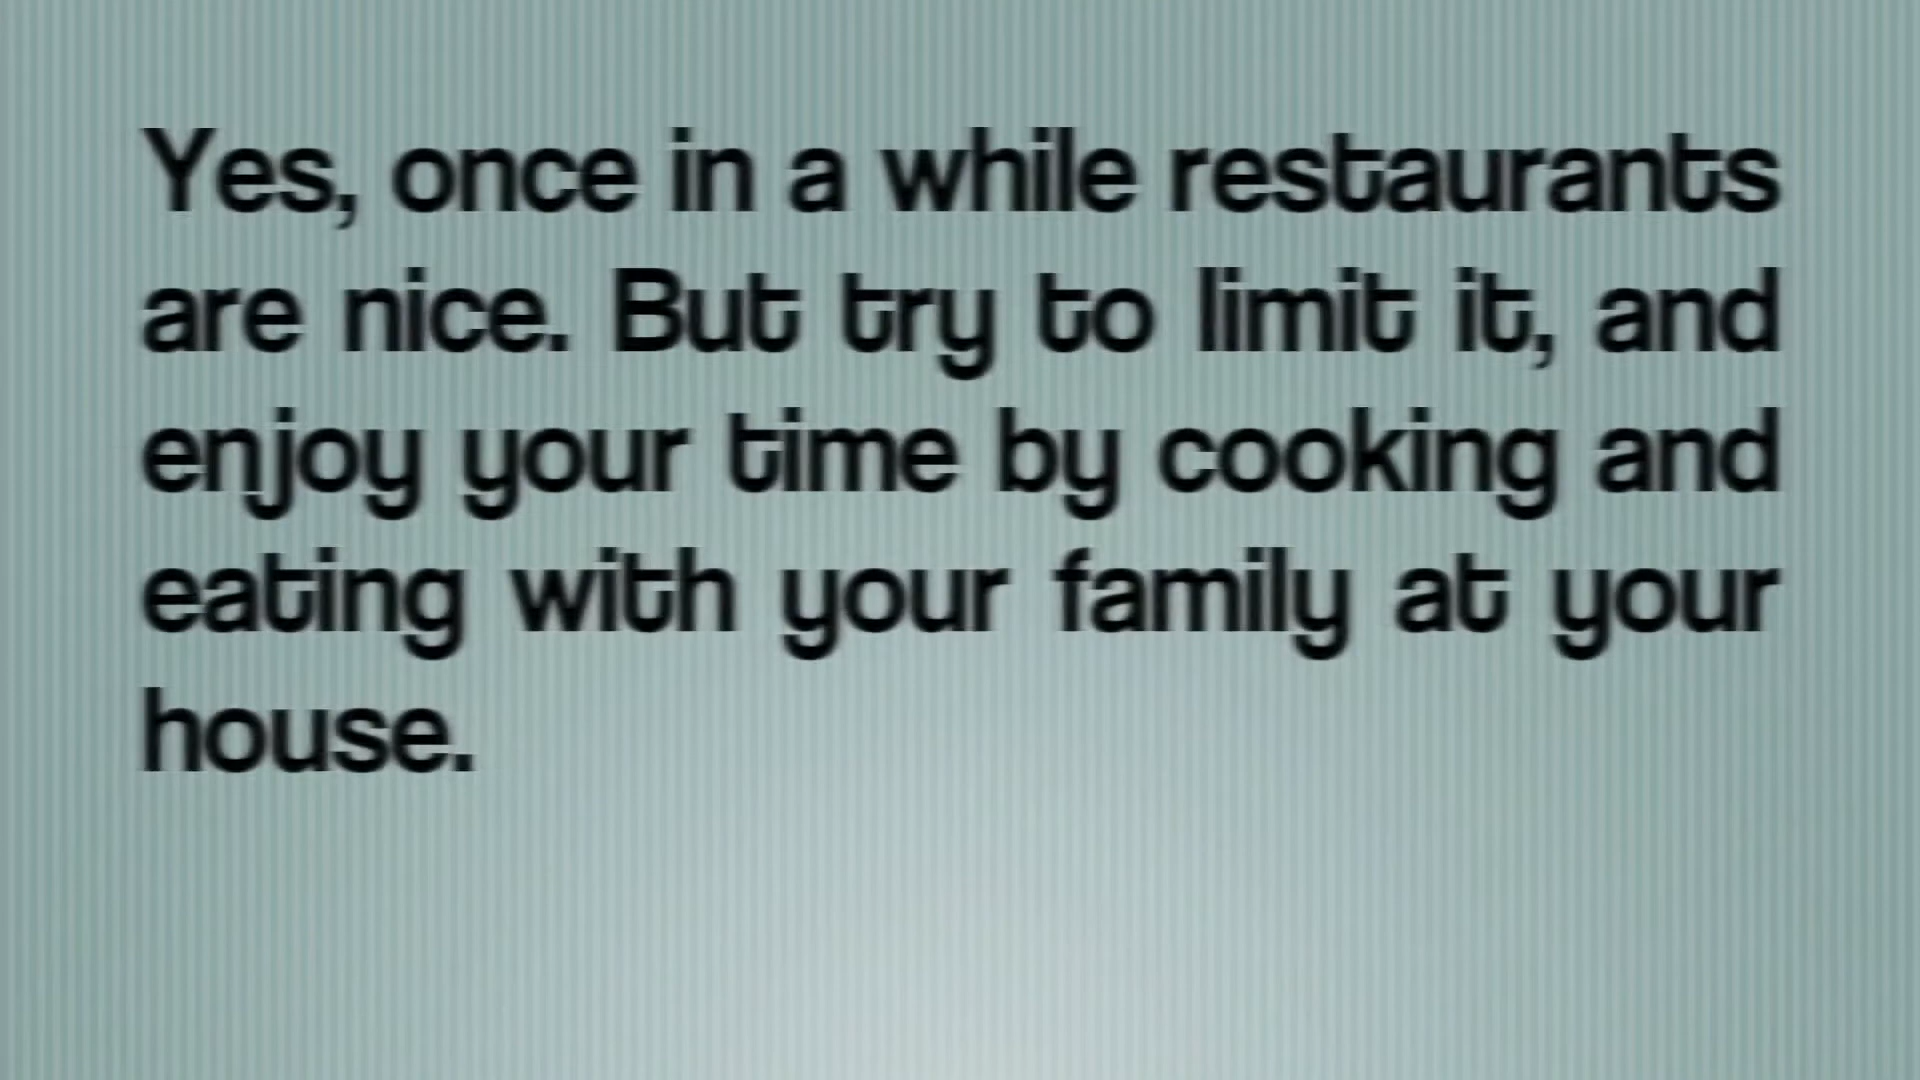 Yes, once in a while restaurants
are nice. But try to limit it, and
enjoy your time by cooking and
eating with your family at your
house.